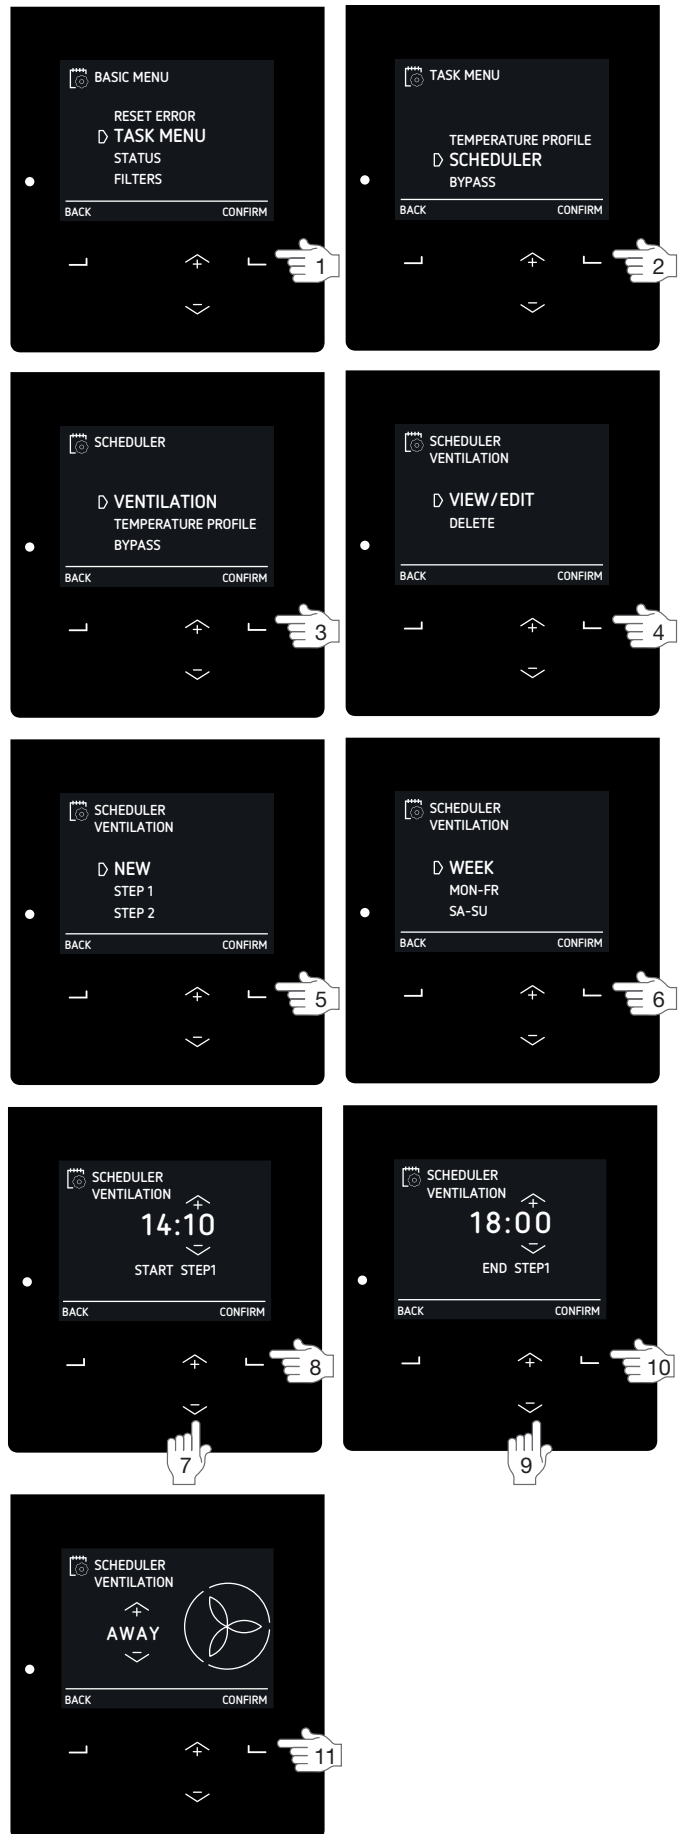 BASIC MENU
RESET ERROR
TASK MENU
STATUS
FILTERS
BACK CONFIRM
1
TASK MENU
TEMPERATURE PROFILE
SCHEDULER
BYPASS
BACK CONFIRM
2
SCHEDULER
VENTILATION
TEMPERATURE PROFILE
BYPASS
BACK CONFIRM
3
SCHEDULER
VENTILATION
VIEW/EDIT
DELETE
BACK CONFIRM
4
SCHEDULER
VENTILATION
NEW
STEP 1
STEP 2
BACK CONFIRM
5
SCHEDULER
VENTILATION
WEEK
MON-FR
SA-SU
BACK CONFIRM
6
SCHEDULER
VENTILATION
14:10
START STEP1
BACK CONFIRM
8
7
SCHEDULER
VENTILATION
18:00
END STEP1
BACK CONFIRM
10
9
SCHEDULER
VENTILATION
AWAY
BACK CONFIRM
11